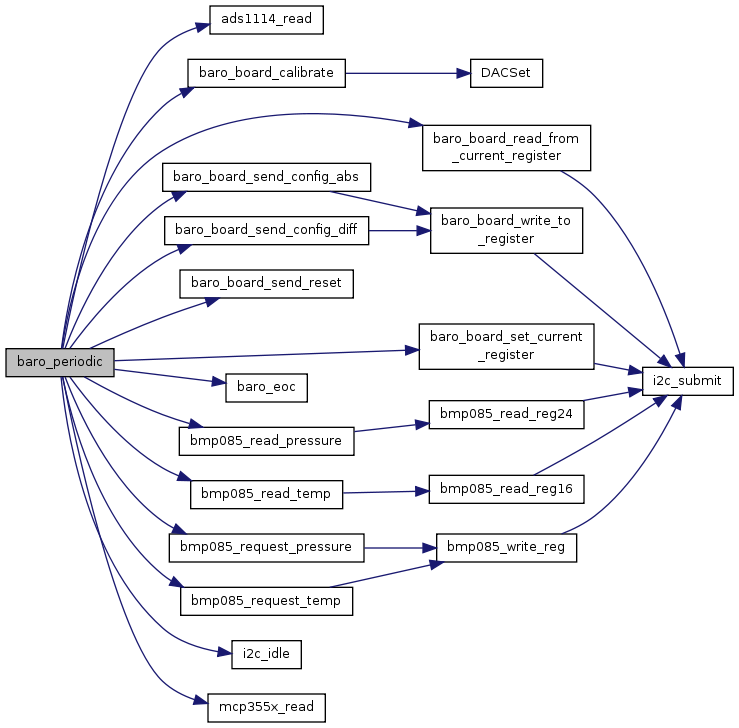 ads1114_read
baro_board_calibrate
DACSet
baro_board_read_from
_current_register
baro_board_send_config_abs
baro_board_write_to
_register
baro_board_send_config_diff
baro_board_send_reset
baro_board_set_current
_register
baro_periodic
i2c_submit
baro_eoc
bmp085_read_reg24
bmp085_read_pressure
bmp085_read_temp
bmp085_read_reg16
bmp085_request_pressure
bmp085_write_reg
bmp085_request_temp
i2c_idle
mcp355x_read